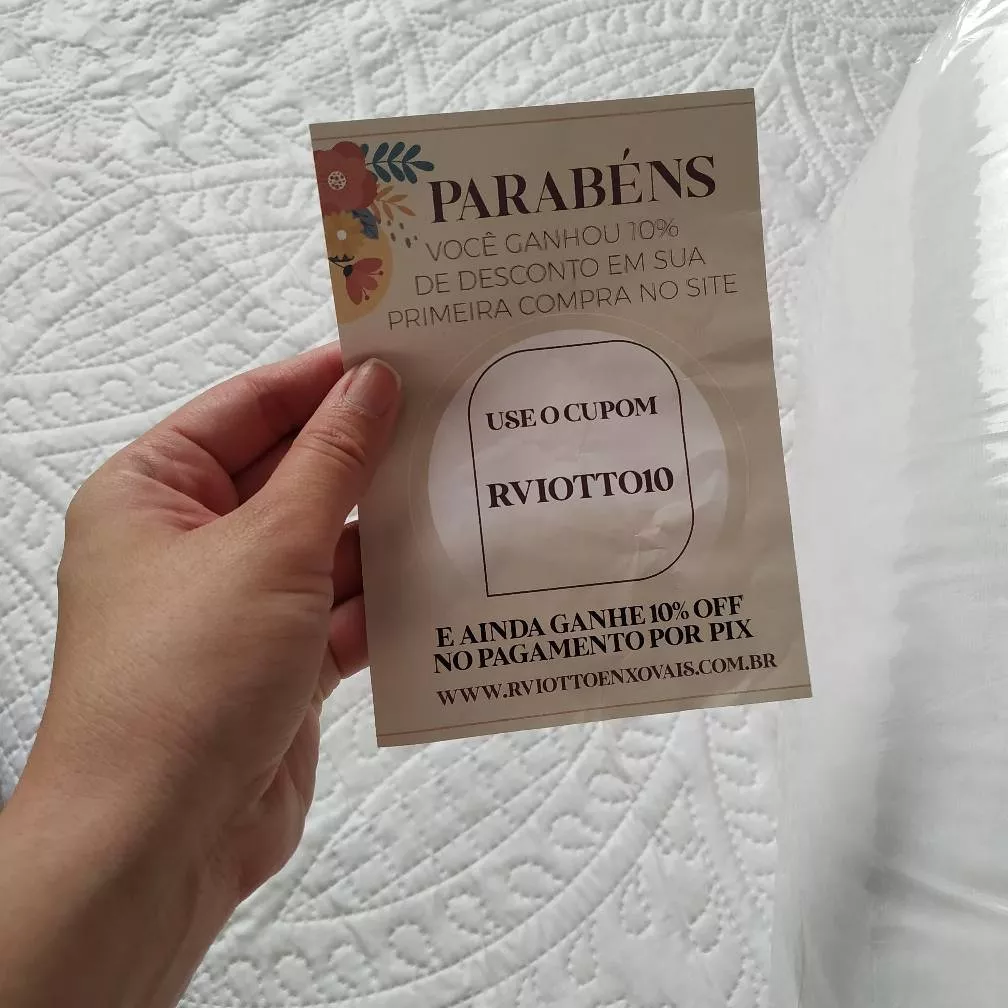 PARABÉNS
VOCÊ GANHOU 10%
DE DESCONTO EM SUA
PRIMEIRA COMPRA NO SITE
USE O CUPOM
RVIOTTO10
E AINDA GANHE 10% OFF
NO PAGAMENTO POR PIX
WWW.RVIOTTOENXOVAIS.COM.BR